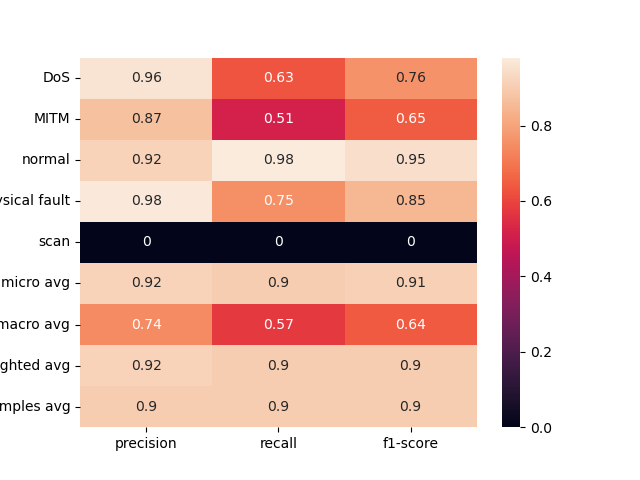 DoS 0.96 0.63 0.76
MITM 0.87 0.51 0.65 0.8
normal 0.92 0.98 0.95
ysical fault 0.98 0.75 0.85 0.6
scan 0 0 0
micro avg 0.92 0.9 0.91 0.4
macro avg 0.74 0.57 0.64
ghted avg 0.92 0.9 0.9 0.2
mples avg 0.9 0.9 0.9 0.0
precision recall f1-score